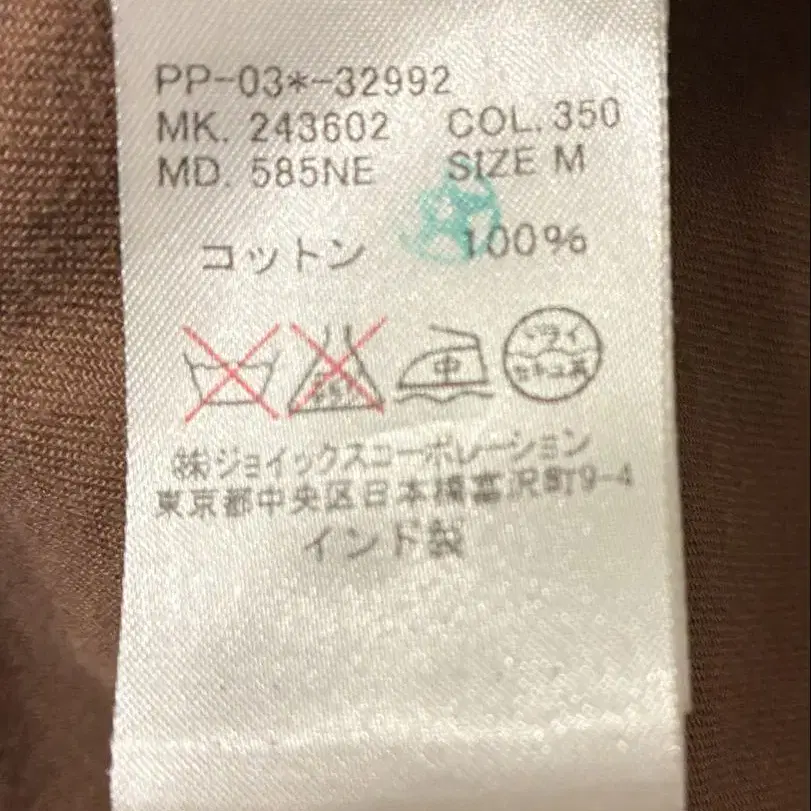 PP-03*-32992
MK. 243602 COL. 350
MD. 585NE SIZE M
コットン 100%
中 ドライ セキユ系
㈱ジョイックスコーポレーション
東京都中央区日本橋富沢町9-4
インド製